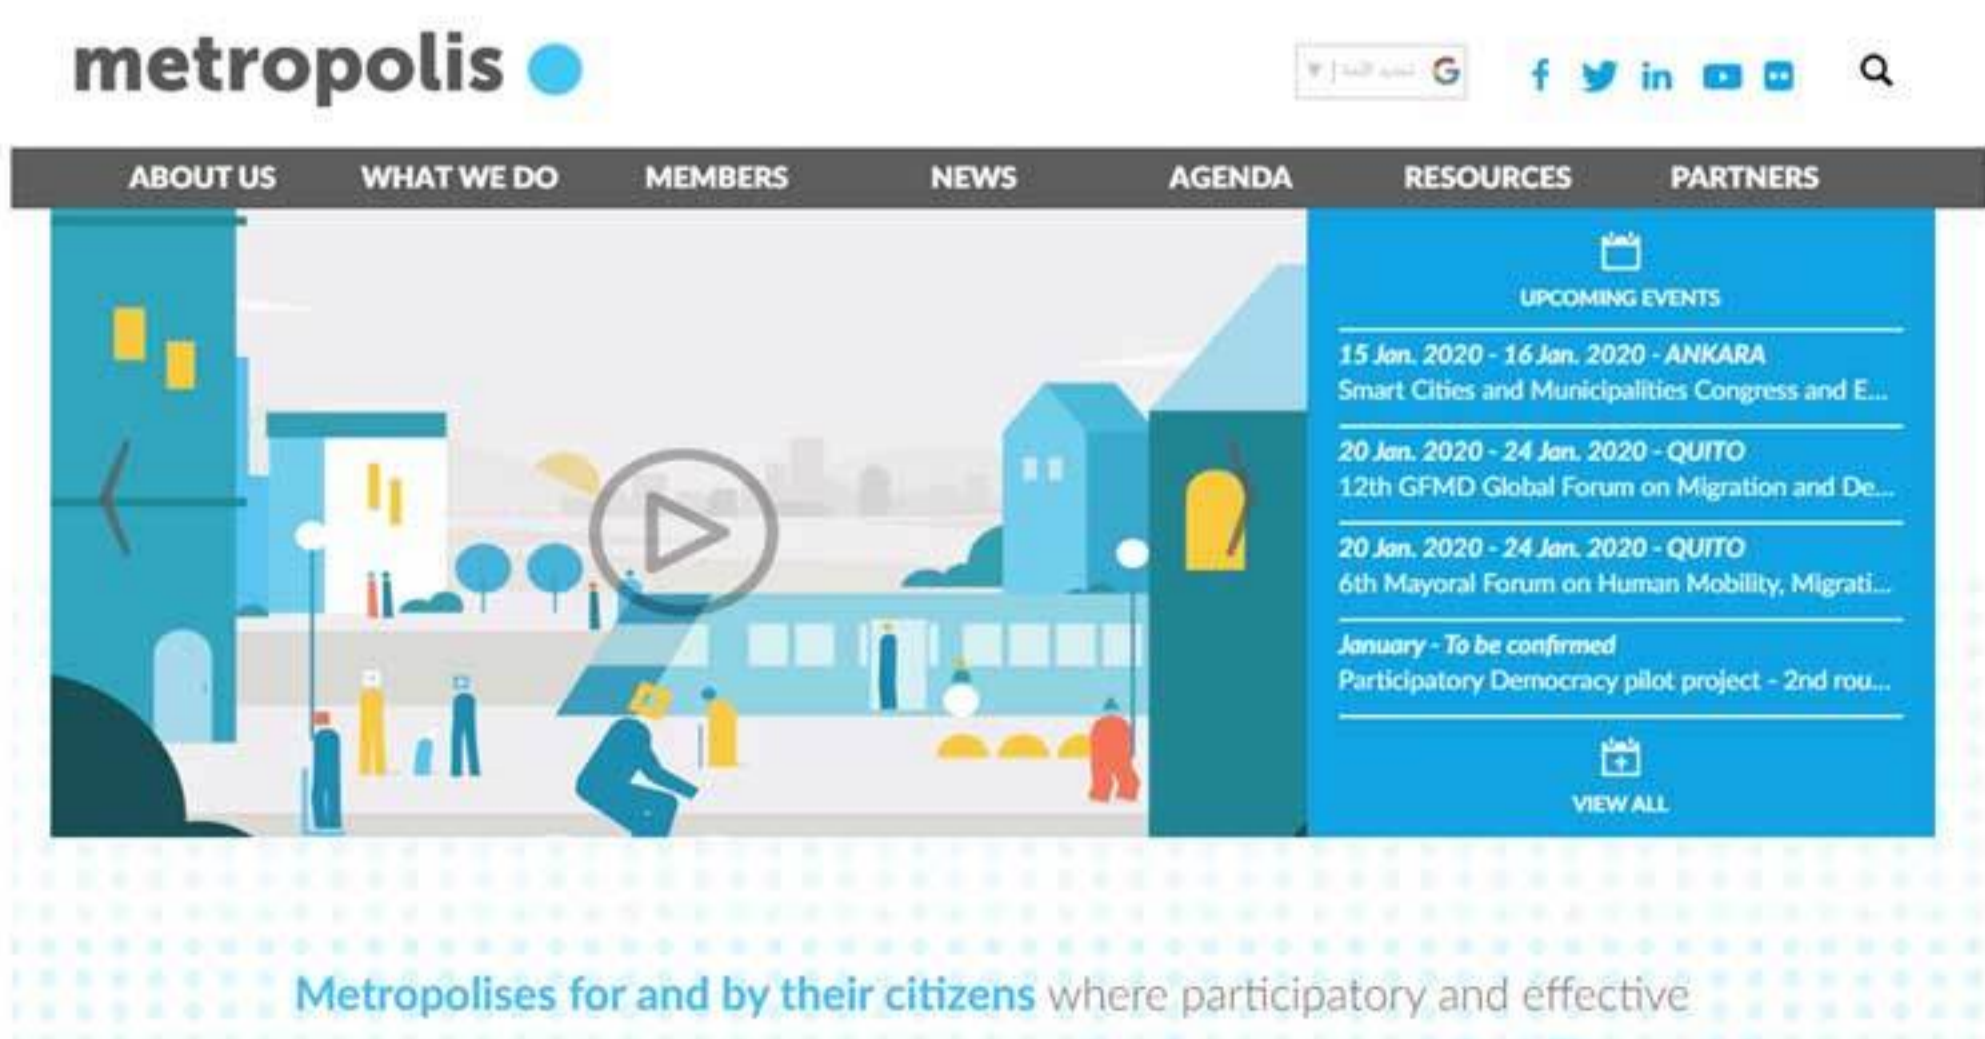 metropolis
G
f in
ABOUT US WHAT WE DO MEMBERS NEWS AGENDA RESOURCES PARTNERS
UPCOMING EVENTS
15 Jan. 2020 - 16 Jan. 2020 - ANKARA
Smart Cities and Municipalities Congress and E...
20 Jan. 2020 - 24 Jan. 2020 - QUITO
12th GFMD Global Forum on Migration and De...
20 Jan. 2020 - 24 Jan. 2020 - QUITO
6th Mayoral Forum on Human Mobility, Migrati...
January - To be confirmed
Participatory Democracy pilot project - 2nd rou...
VIEW ALL
Metropolises for and by their citizens where participatory and effective